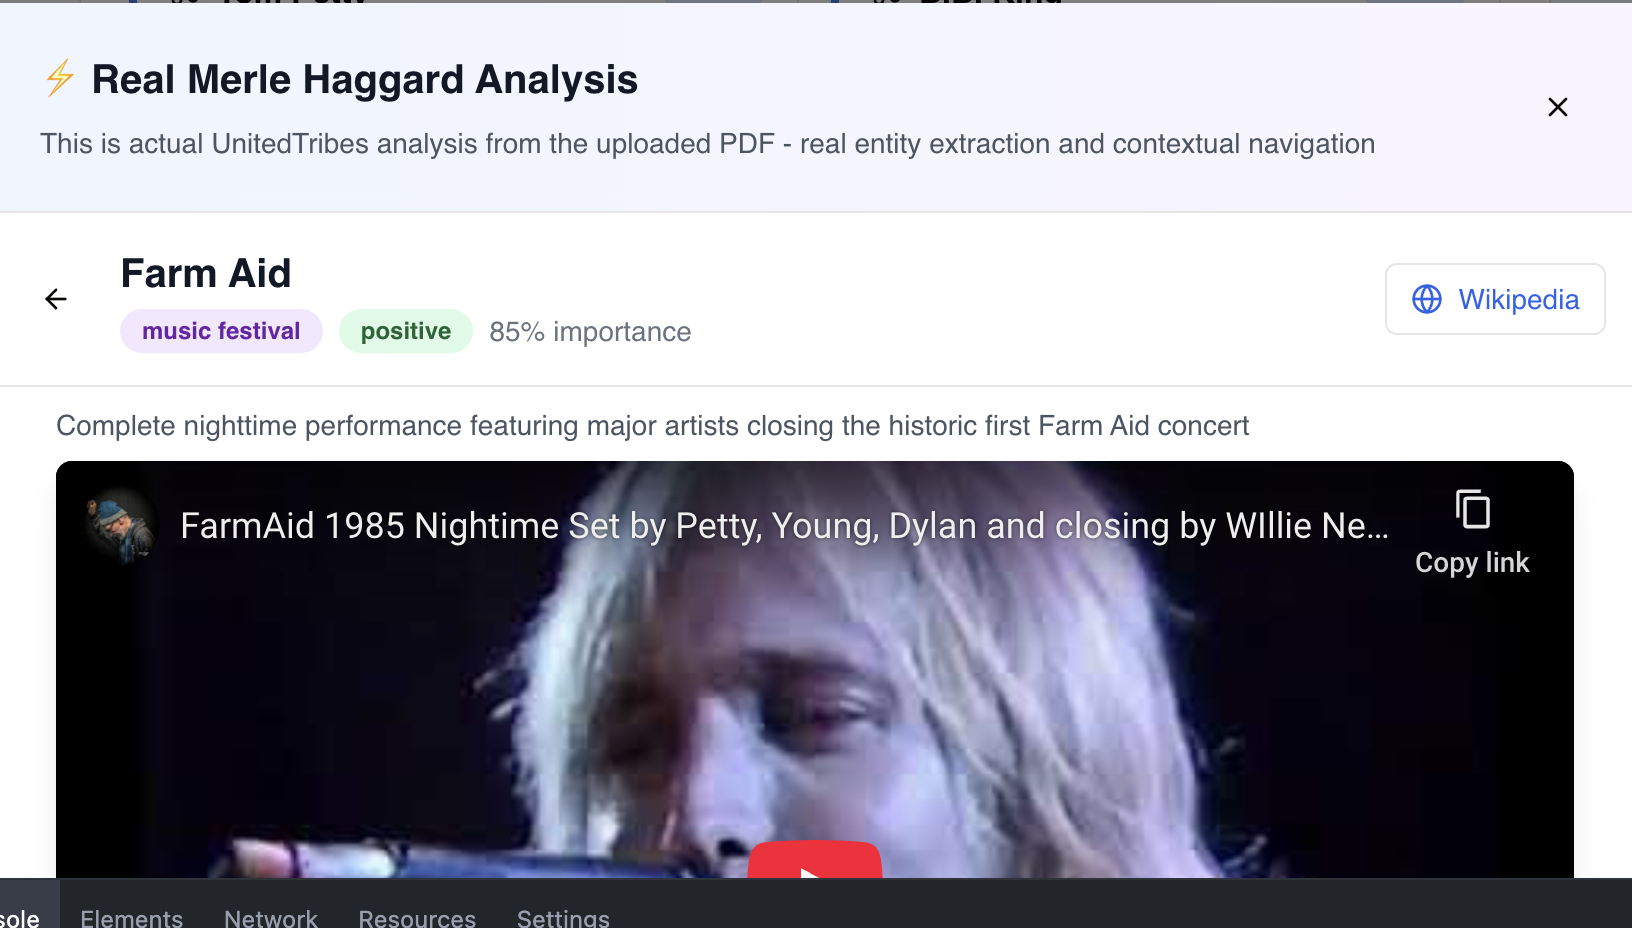 Tom Petty
B.B. King
Real Merle Haggard Analysis
This is actual UnitedTribes analysis from the uploaded PDF - real entity extraction and contextual navigation
Farm Aid
music festival
positive
85% importance
Wikipedia
Complete nighttime performance featuring major artists closing the historic first Farm Aid concert
FarmAid 1985 Nightime Set by Petty, Young, Dylan and closing by WIllie Ne...
Copy link
sole
Elements
Network
Resources
Settings